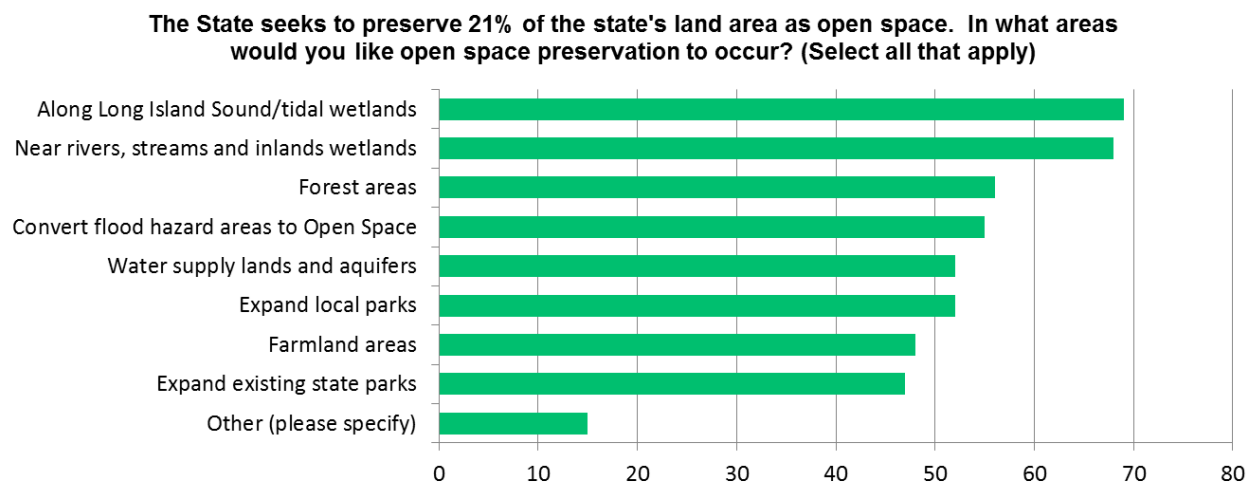 The State seeks to preserve 21% of the state's land area as open space.  In what areas
would you like open space preservation to occur? (Select all that apply)
Along Long Island Sound/tidal wetlands
Near rivers, streams and inlands wetlands
Forest areas
Convert flood hazard areas to Open Space
Water supply lands and aquifers
Expand local parks
Farmland areas
Expand existing state parks
Other (please specify)
0 10 20 30 40 50 60 70 80